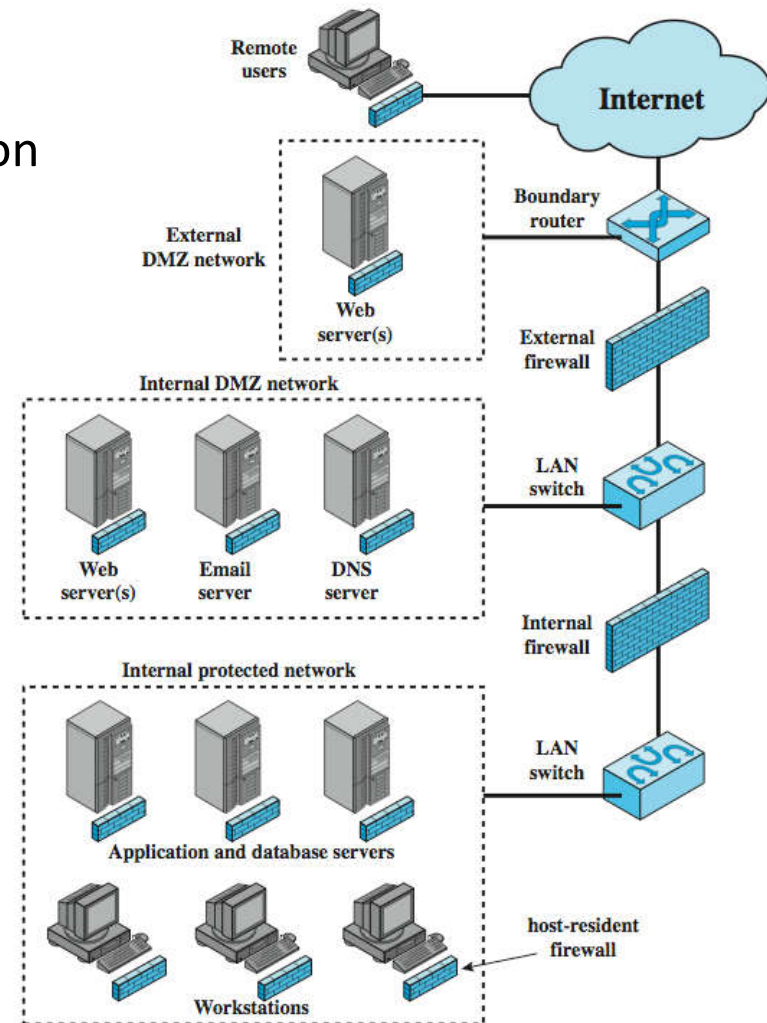 on
Remote
users
Internet
Boundary
router
External
DMZ network
Web
server(s)
External
firewall
Internal DMZ network
LAN
switch
Web
server(s)
Email
server
DNS
server
Internal
firewall
Internal protected network
LAN
switch
Application and database servers
host-resident
firewall
Workstations